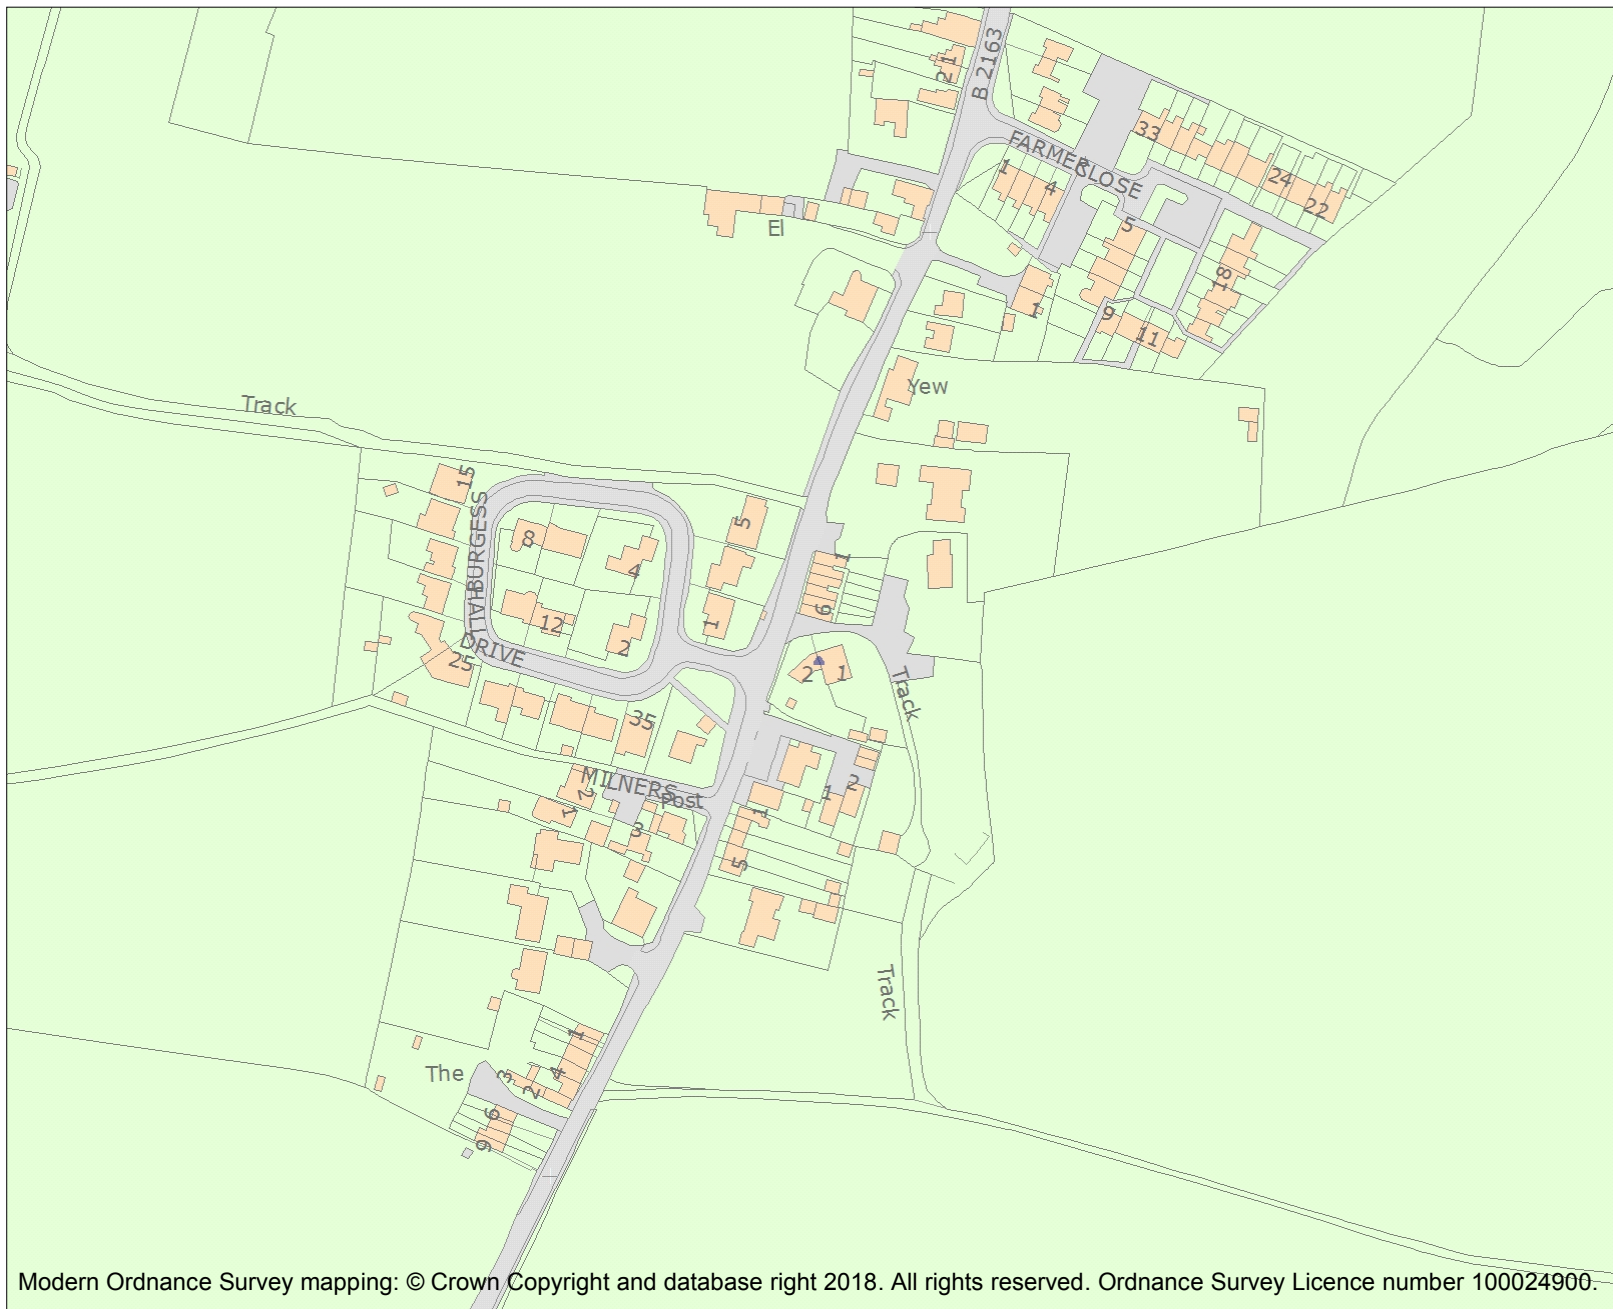 B 2163
21
33
FARMER
CLOSE
1
4
24
22
5
El
18
1
9
11
Yew
Track
15
BURGESS
HALL
DRIVE
5
8
4
1
12
1
6
2
25
2
1
Track
35
MILNERS
Post
2
1
3
1
2
1
5
Track
The
1
4
3
2
6
9
Modern Ordnance Survey mapping: © Crown Copyright and database right 2018. All rights reserved. Ordnance Survey Licence number 100024900.